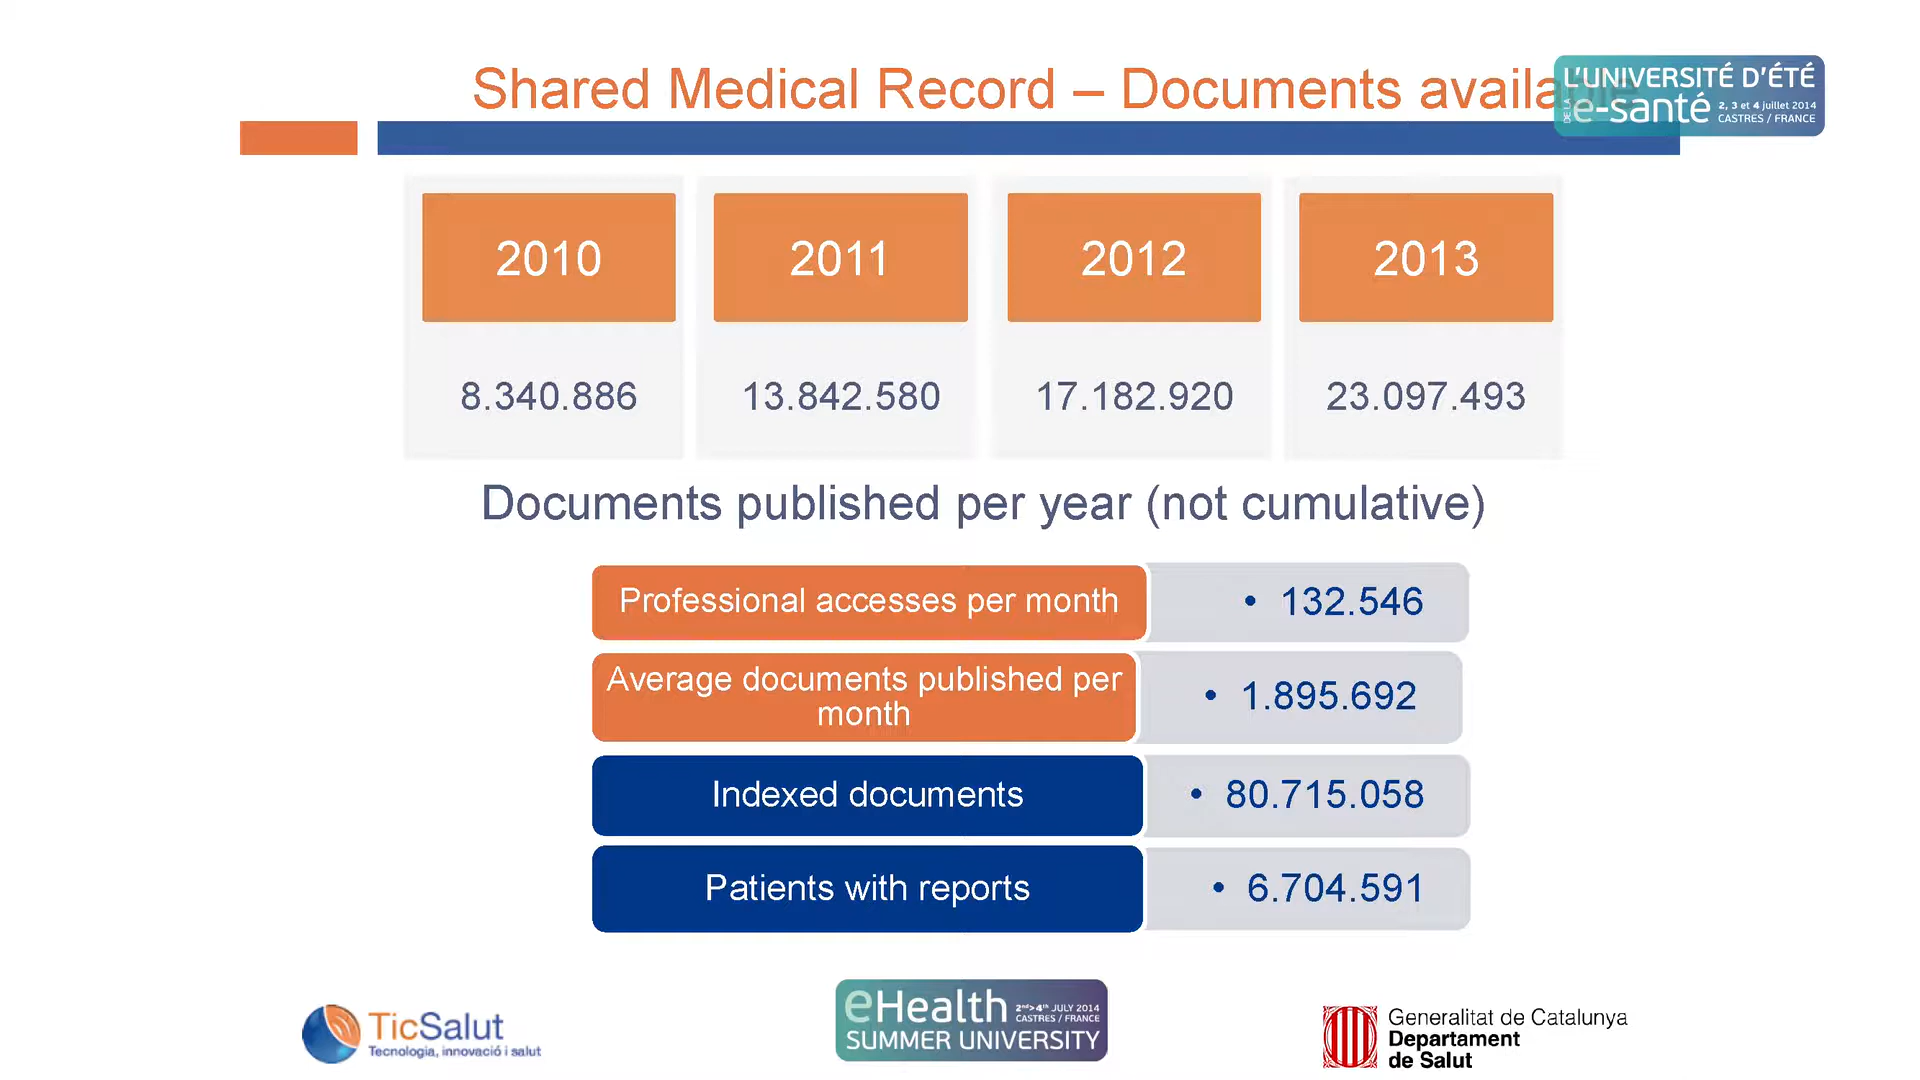 Shared Medical Record – Documents available
L'UNIVERSITÉ D'ÉTÉ
DE LA e-santé
2, 3 et 4 juillet 2014
CASTRES / FRANCE
2010
2011
2012
2013
8.340.886
13.842.580
17.182.920
23.097.493
Documents published per year (not cumulative)
Professional accesses per month
• 132.546
Average documents published per
month
• 1.895.692
Indexed documents
• 80.715.058
Patients with reports
• 6.704.591
TicSalut
Tecnologia, innovació i salut
eHealth
2nd>4th JULY 2014
CASTRES / FRANCE
SUMMER UNIVERSITY
Generalitat de Catalunya
Departament
de Salut